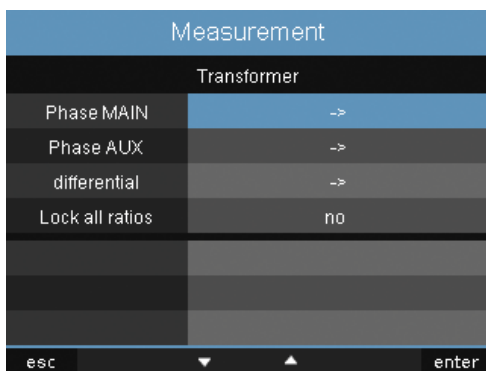 Measurement
Transformer
Phase MAIN ->
Phase AUX ->
differential ->
Lock all ratios no
esc ▼ ▲ enter